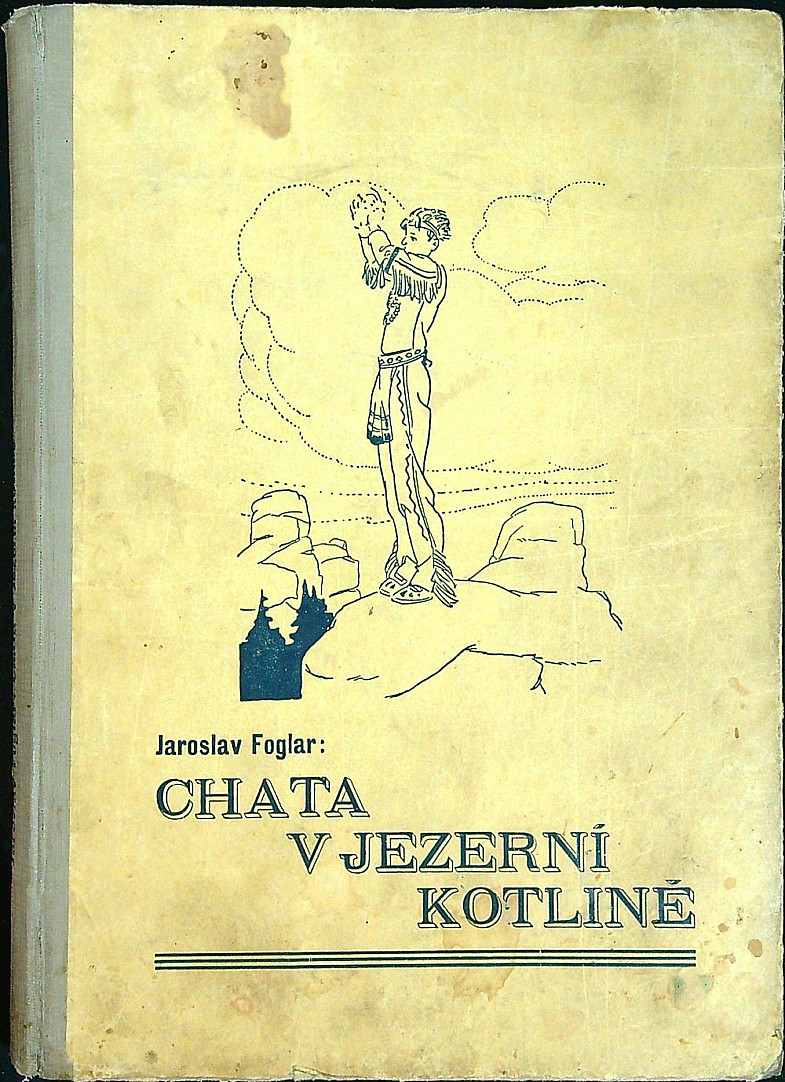 Jaroslav Foglar:
CHATA
V JEZERNÍ
KOTLINĚ